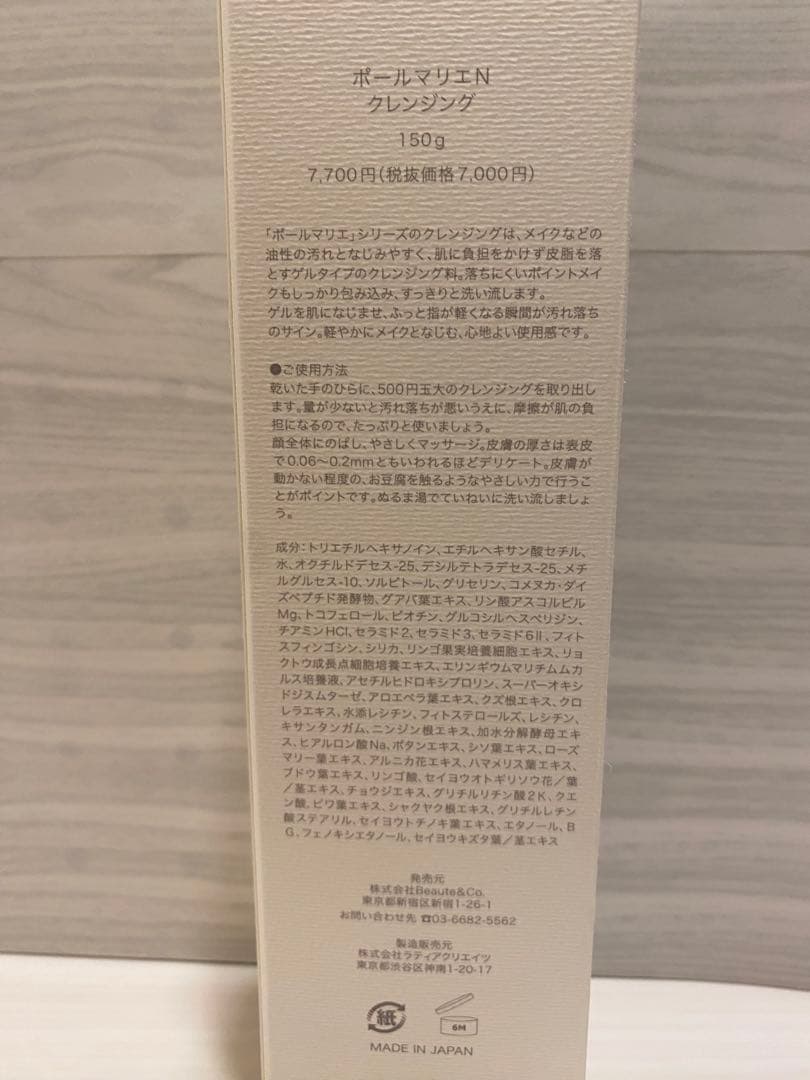 ポールマリエN
クレンジング
150g
7,700円(税抜価格7,000円)
「ポールマリエ」シリーズのクレンジングは、メイクなどの
油性の汚れとなじみやすく、肌に負担をかけず皮脂を落
とすゲルタイプのクレンジング料。落ちにくいポイントメイ
クもしっかり包み込み、すっきりと洗い流します。
ゲルを肌になじませ、ふっと指が軽くなる瞬間が汚れ落ち
のサイン。軽やかにメイクとなじむ、心地よい使用感です。
●ご使用方法
乾いた手のひらに、500円玉大のクレンジングを取り出し
ます。量が少ないと汚れ落ちが悪いうえに、摩擦が肌の負
担になるので、たっぷりと使いましょう。
顔全体にのばし、やさしくマッサージ。皮膚の厚さは表皮
で0.06〜0.2mmともいわれるほどデリケート。皮膚が
動かない程度の、お豆腐を触るようなやさしい力で行うこ
とがポイントです。ぬるま湯でていねいに洗い流しましょ
う。
成分:トリエチルヘキサノイン、エチルヘキサン酸セチル、
水、オクチルドデセス-25、デシルテトラデセス-25、メチ
ルグルセス-10、ソルビトール、グリセリン、コメヌカ・ダイ
ズペプチド発酵物、グアバ葉エキス、リン酸アスコルビル
Mg、トコフェロール、ビオチン、グルコシルヘスペリジン、
チアミンHCl、セラミド2、セラミド3、セラミド6Ⅱ、フィト
スフィンゴシン、シリカ、リンゴ果実培養細胞エキス、リョ
クトウ成長点細胞培養エキス、エリンギウムマリチムムカ
ルス培養液、アセチルヒドロキシプロリン、スーパーオキシ
ドジスムターゼ、アロエベラ葉エキス、クズ根エキス、クロ
レラエキス、水添レシチン、フィトステロールズ、レシチン、
キサンタンガム、ニンジン根エキス、加水分解酵母エキ
ス、ヒアルロン酸Na、ボタンエキス、シソ葉エキス、ローズ
マリー葉エキス、アルニカ花エキス、ハマメリス葉エキス、
ブドウ葉エキス、リンゴ酸、セイヨウオトギリソウ花/葉
/茎エキス、チョウジエキス、グリチルリチン酸2K、クエ
ン酸、ビワ葉エキス、シャクヤク根エキス、グリチルレチン
酸ステアリル、セイヨウトチノキ葉エキス、エタノール、B
G、フェノキシエタノール、セイヨウキズタ葉/茎エキス
発売元
株式会社Beaute&Co.
東京都新宿区新宿1-26-1
お問い合わせ先 ☎03-6682-5562
製造販売元
株式会社ラティアクリエイツ
東京都渋谷区神南1-20-17
紙
6M
MADE IN JAPAN